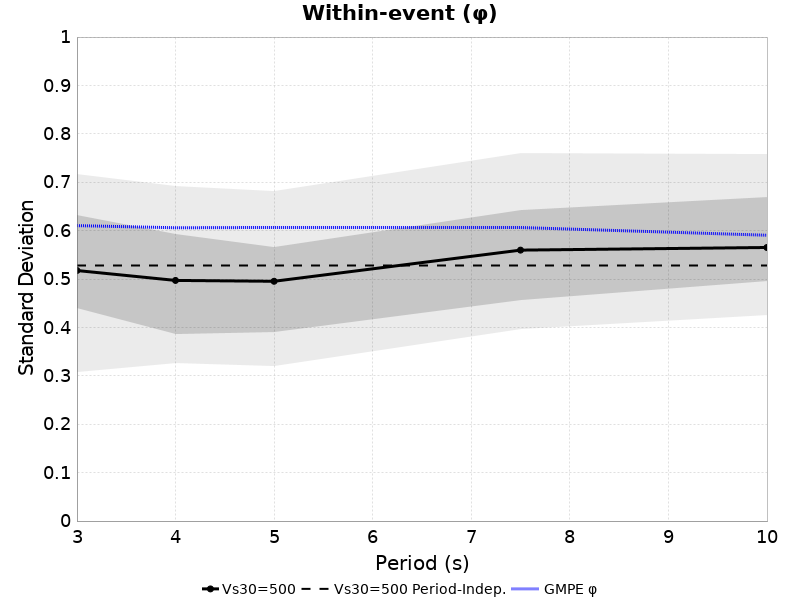 Within-event (φ)
1
0.9
0.8
0.7
0.6
0.5
0.4
0.3
0.2
0.1
0
Standard Deviation
3 4 5 6 7 8 9 10
Period (s)
Vs30=500 Vs30=500 Period-Indep. GMPE φ